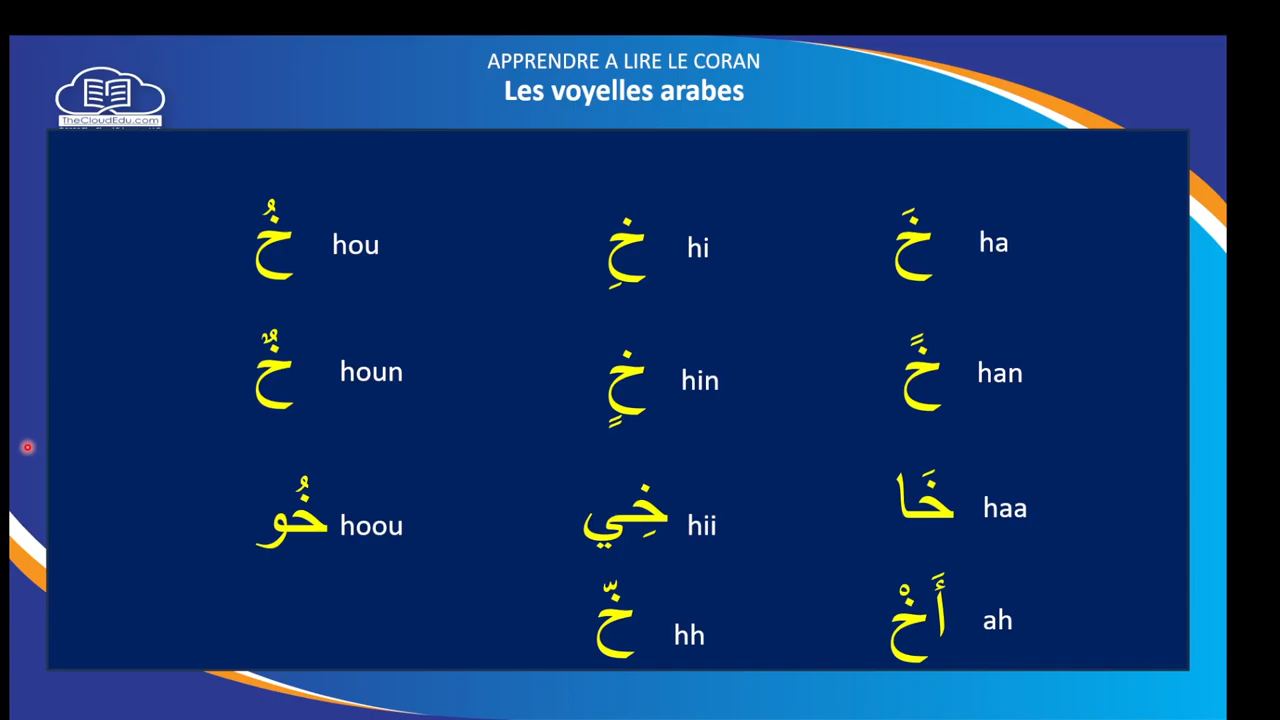 APPRENDRE A LIRE LE CORAN
Les voyelles arabes
TheCloudEdu.com
خُ hou خِ hi خَ ha
خٌ houn خٍ hin خً han
خُو hoou خِي hii خَا haa
خّ hh أَخْ ah